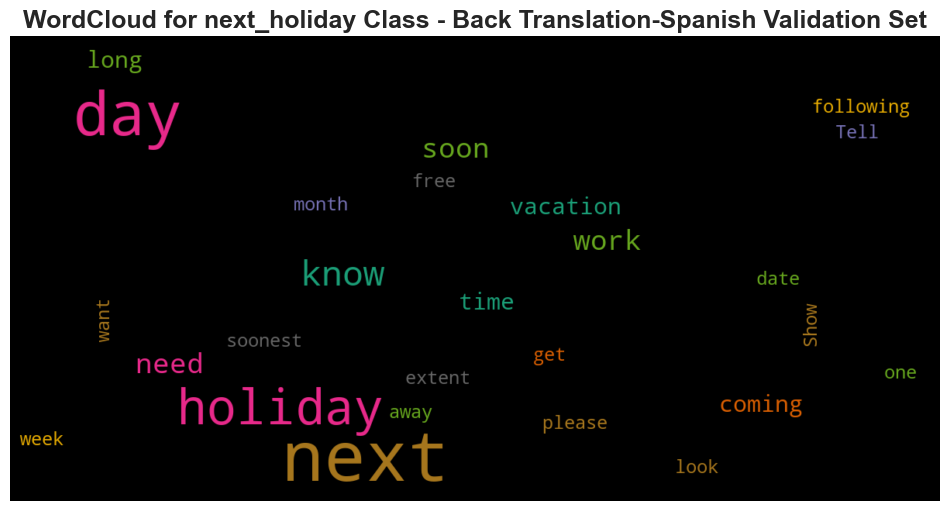 WordCloud for next_holiday Class - Back Translation-Spanish Validation Set
long
day
following
Tell
soon
free
month
vacation
work
know
date
time
want
Show
soonest
get
need
extent
one
holiday
away
coming
please
week
next
look